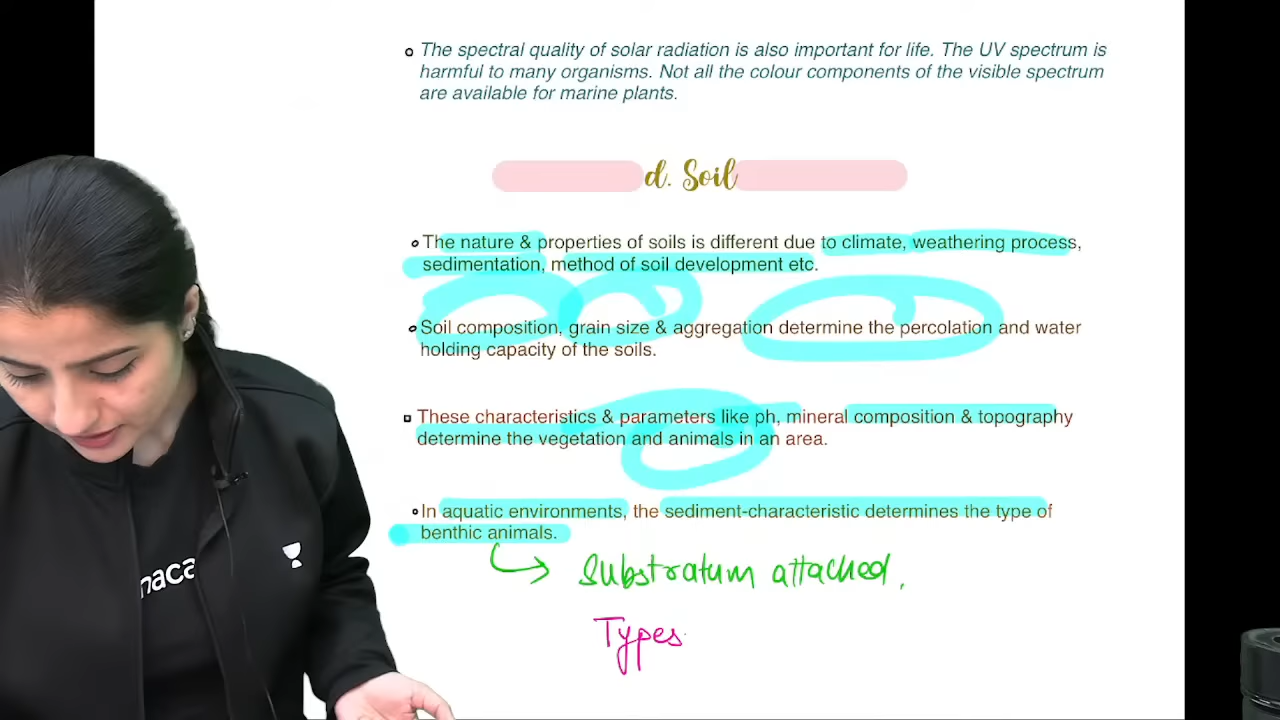 The spectral quality of solar radiation is also important for life. The UV spectrum is
harmful to many organisms. Not all the colour components of the visible spectrum
are available for marine plants.
d. Soil
The nature & properties of soils is different due to climate, weathering process,
sedimentation, method of soil development etc.
Soil composition, grain size & aggregation determine the percolation and water
holding capacity of the soils.
These characteristics & parameters like ph, mineral composition & topography
determine the vegetation and animals in an area.
In aquatic environments, the sediment-characteristic determines the type of
benthic animals.
Substratum attached.
Types
naca